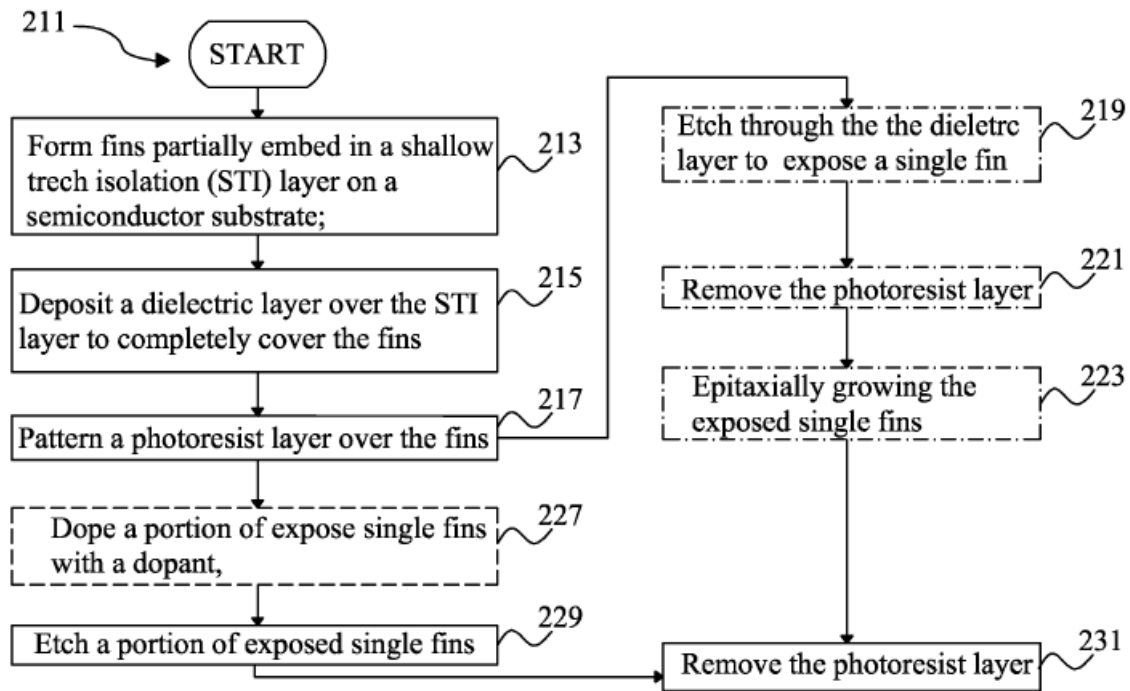 211
START
Form fins partially embed in a shallow
trech isolation (STI) layer on a
semiconductor substrate;
213
Deposit a dielectric layer over the STI
layer to completely cover the fins
215
Pattern a photoresist layer over the fins
217
Dope a portion of expose single fins
with a dopant,
227
Etch a portion of exposed single fins
229
Etch through the the dieletrc
layer to expose a single fin
219
Remove the photoresist layer
221
Epitaxially growing the
exposed single fins
223
Remove the photoresist layer
231